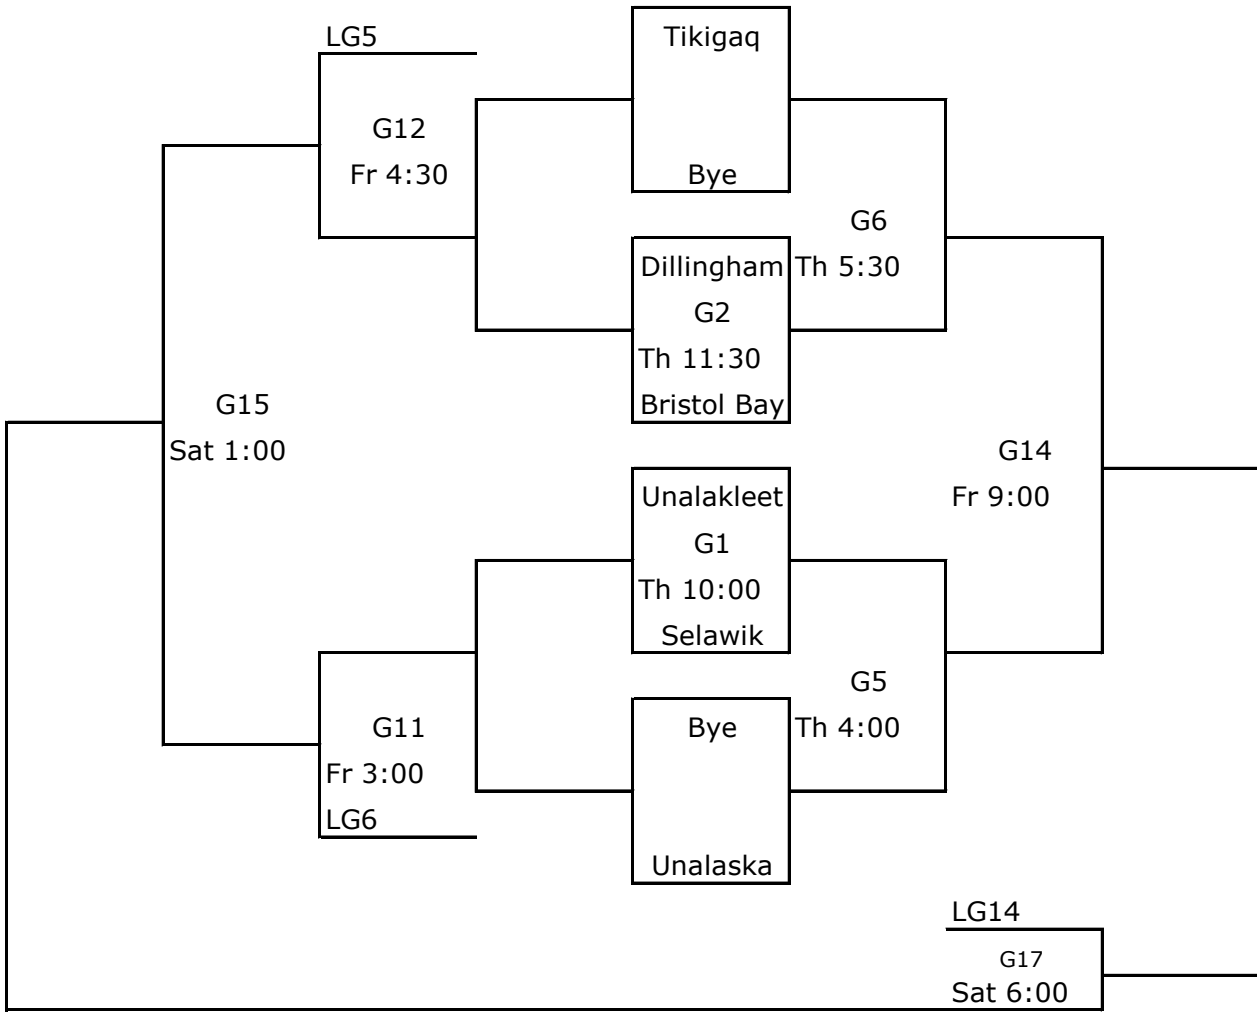 LG5
Tikigaq
G12
Fr 4:30
Bye
G6
Dillingham
Th 5:30
G2
Th 11:30
Bristol Bay
G15
Sat 1:00
G14
Fr 9:00
Unalakleet
G1
Th 10:00
Selawik
G5
Th 4:00
G11
Fr 3:00
LG6
Bye
Unalaska
LG14
G17
Sat 6:00